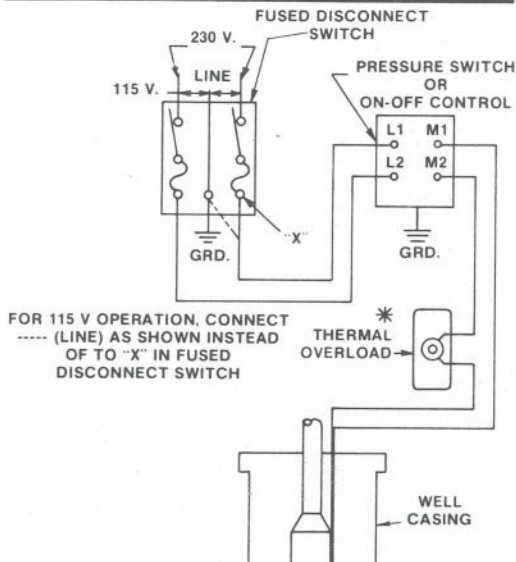 FUSED DISCONNECT
SWITCH
230 V.
LINE
115 V.
PRESSURE SWITCH
OR
ON-OFF CONTROL
L1 M1
L2 M2
"X"
GRD.
GRD.
FOR 115 V OPERATION, CONNECT
----- (LINE) AS SHOWN INSTEAD
OF TO "X" IN FUSED
DISCONNECT SWITCH
*
THERMAL
OVERLOAD
WELL
CASING